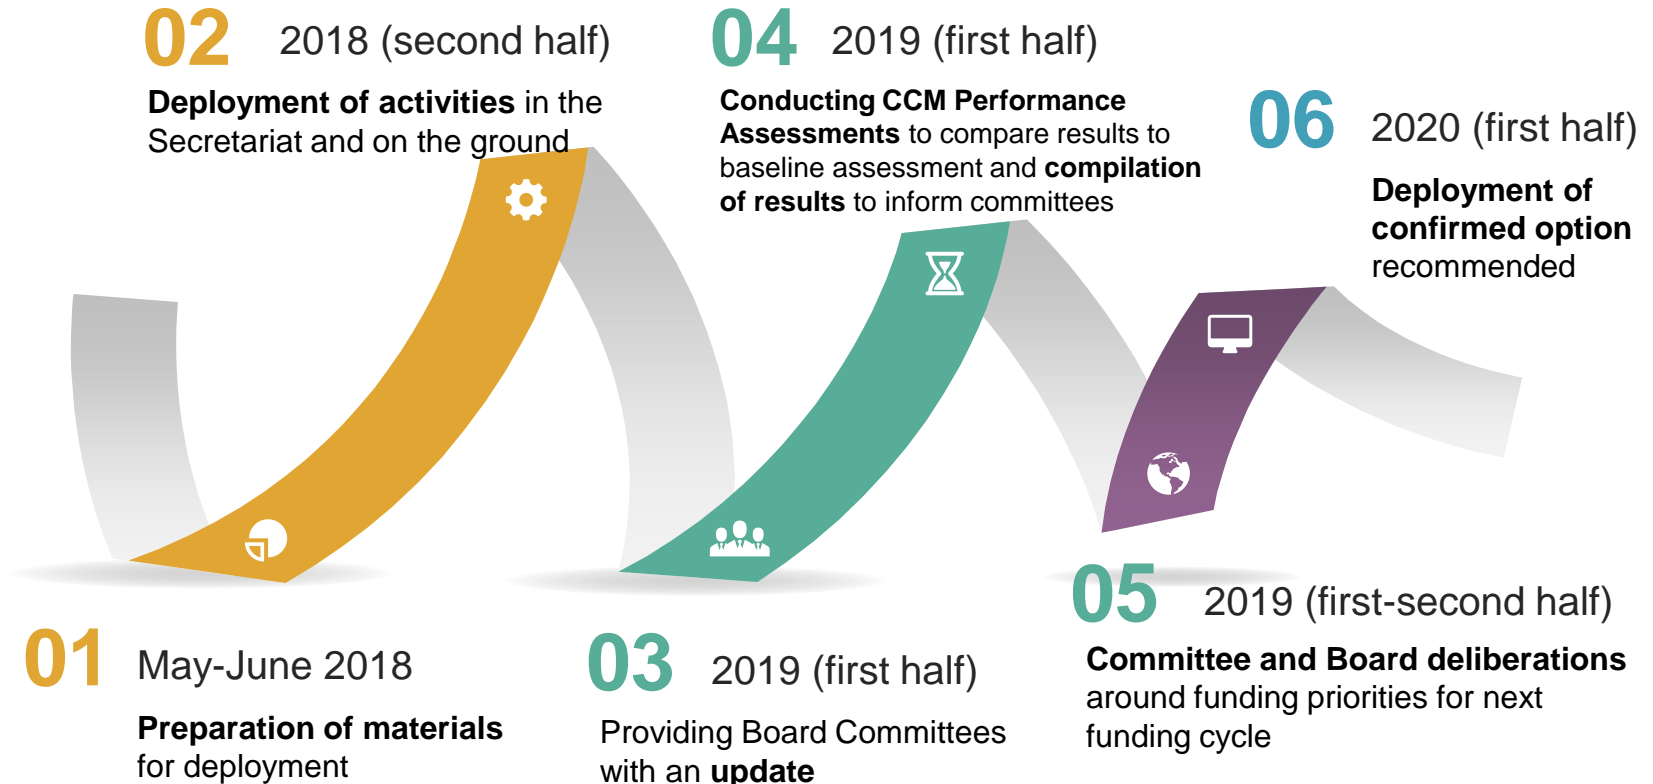 02 2018 (second half)
Deployment of activities in the
Secretariat and on the ground
04 2019 (first half)
Conducting CCM Performance
Assessments to compare results to
baseline assessment and compilation
of results to inform committees
06 2020 (first half)
Deployment of
confirmed option
recommended
01 May-June 2018
Preparation of materials
for deployment
03 2019 (first half)
Providing Board Committees
with an update
05 2019 (first-second half)
Committee and Board deliberations
around funding priorities for next
funding cycle